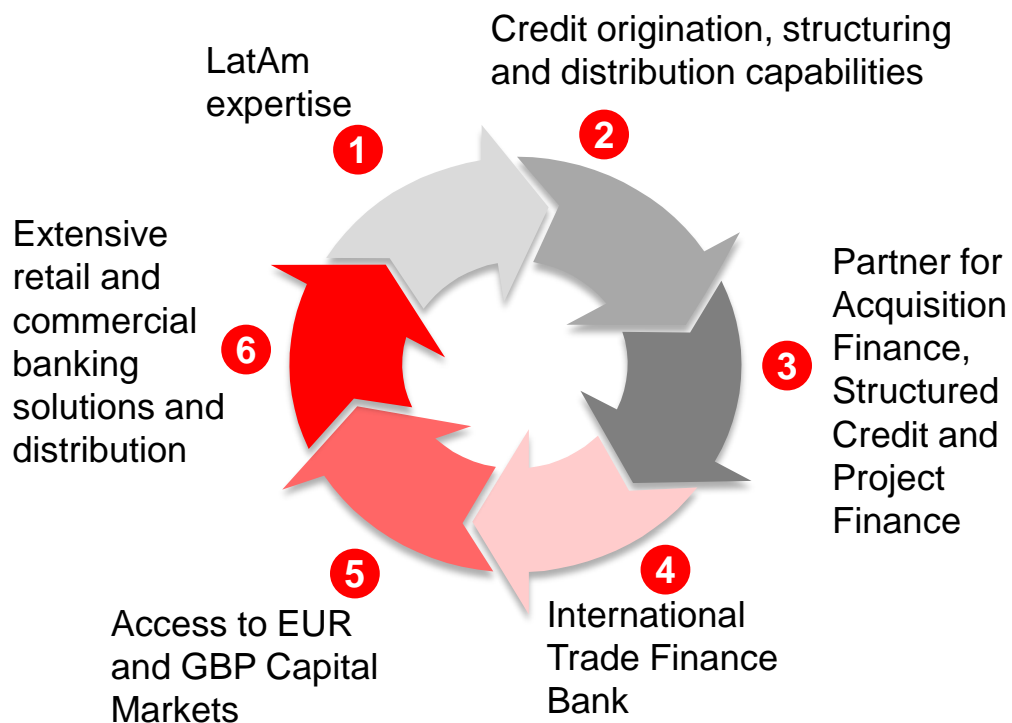 LatAm
expertise
1
Credit origination, structuring
and distribution capabilities
2
Partner for
Acquisition
Finance,
Structured
Credit and
Project
Finance
3
International
Trade Finance
Bank
4
Access to EUR
and GBP Capital
Markets
5
Extensive
retail and
commercial
banking
solutions and
distribution
6